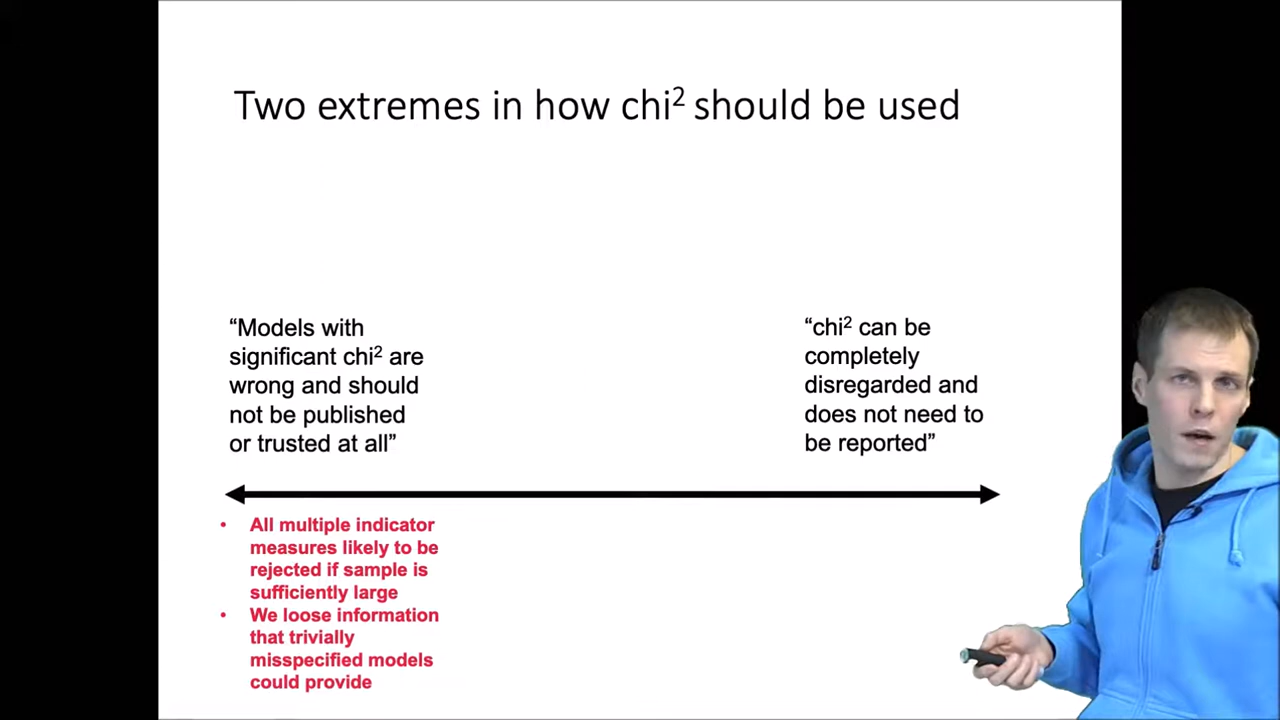 Two extremes in how chi² should be used
“Models with
significant chi² are
wrong and should
not be published
or trusted at all”
“chi² can be
completely
disregarded and
does not need to
be reported”
• All multiple indicator
measures likely to be
rejected if sample is
sufficiently large
• We loose information
that trivially
misspecified models
could provide